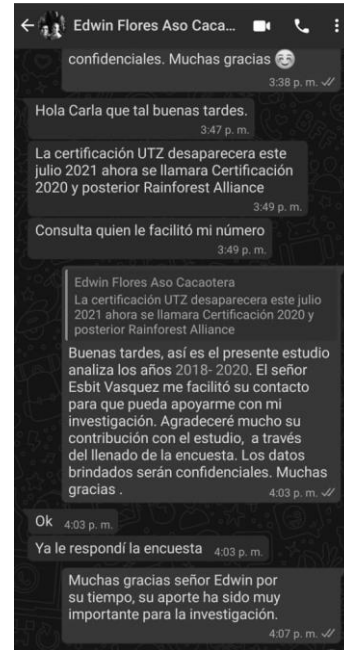 Edwin Flores Aso Caca...
confidenciales. Muchas gracias 😊
3:38 p. m.
Hola Carla que tal buenas tardes.
3:47 p. m.
La certificación UTZ desaparecera este
julio 2021 ahora se llamara Certificación
2020 y posterior Rainforest Alliance
3:49 p. m.
Consulta quien le facilitó mi número
3:49 p. m.
Edwin Flores Aso Cacaotera
La certificación UTZ desaparecera este julio
2021 ahora se llamara Certificación 2020 y
posterior Rainforest Alliance
Buenas tardes, así es el presente estudio
analiza los años 2018- 2020. El señor
Esbit Vasquez me facilitó su contacto
para que pueda apoyarme con mi
investigación. Agradeceré mucho su
contribución con el estudio, a través
del llenado de la encuesta. Los datos
brindados serán confidenciales. Muchas
gracias .
4:03 p. m.
Ok 4:03 p. m.
Ya le respondí la encuesta 4:03 p. m.
Muchas gracias señor Edwin por
su tiempo, su aporte ha sido muy
importante para la investigación.
4:07 p. m.